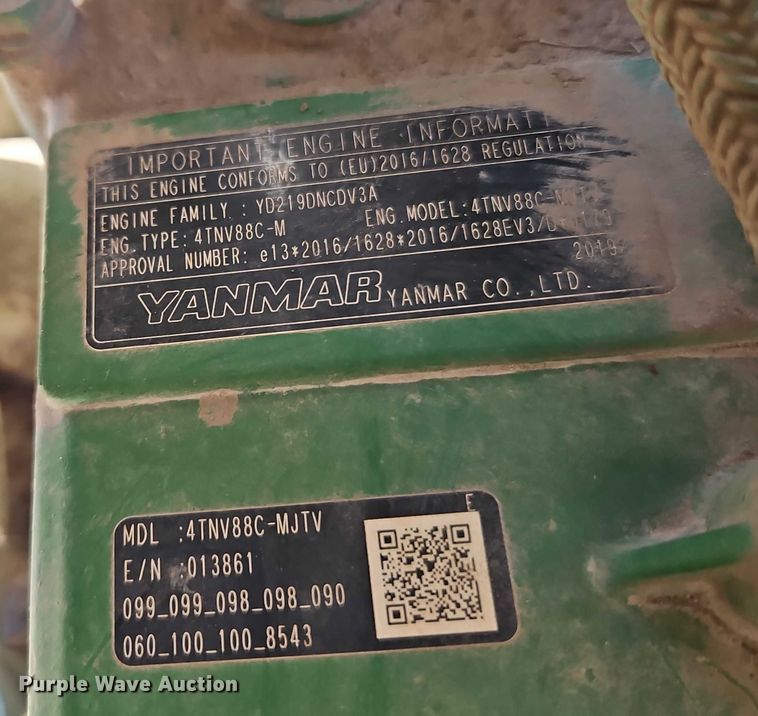 IMPORTANT ENGINE INFORMAT
THIS ENGINE CONFORMS TO (EU)2016/1628 REGULATION
ENGINE FAMILY : YD219DNCDV3A
ENG. TYPE: 4TNV88C-M ENG.MODEL:4TNV88C-MJTV
APPROVAL NUMBER: e13*2016/1628*2016/1628EV3/D*
2019
YANMAR YANMAR CO.,LTD.
E
MDL :4TNV88C-MJTV
E/N :013861
099_099_098_098_090
060_100_100_8543
Purple Wave Auction